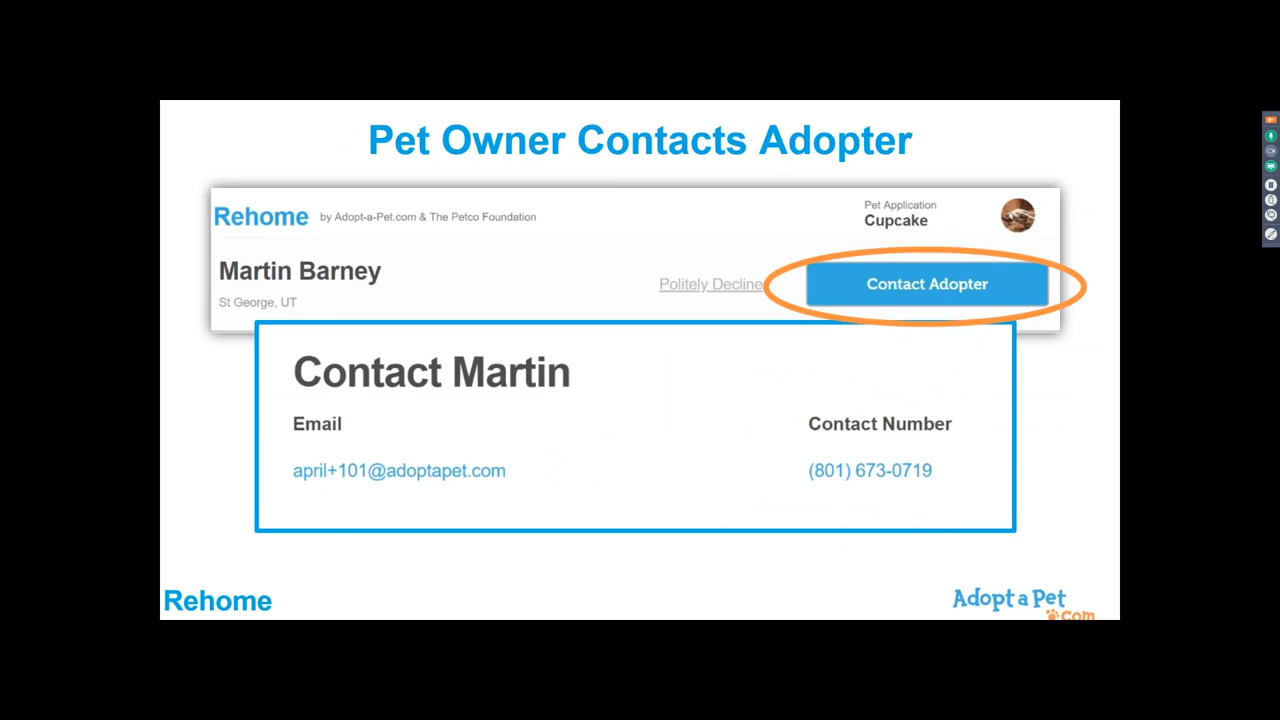 Pet Owner Contacts Adopter
Rehome by Adopt-a-Pet.com & The Petco Foundation
Pet Application
Cupcake
Martin Barney
St George, UT
Politely Decline
Contact Adopter
Contact Martin
Email
Contact Number
april+101@adoptapet.com
(801) 673-0719
Rehome
Adopt a Pet
.com